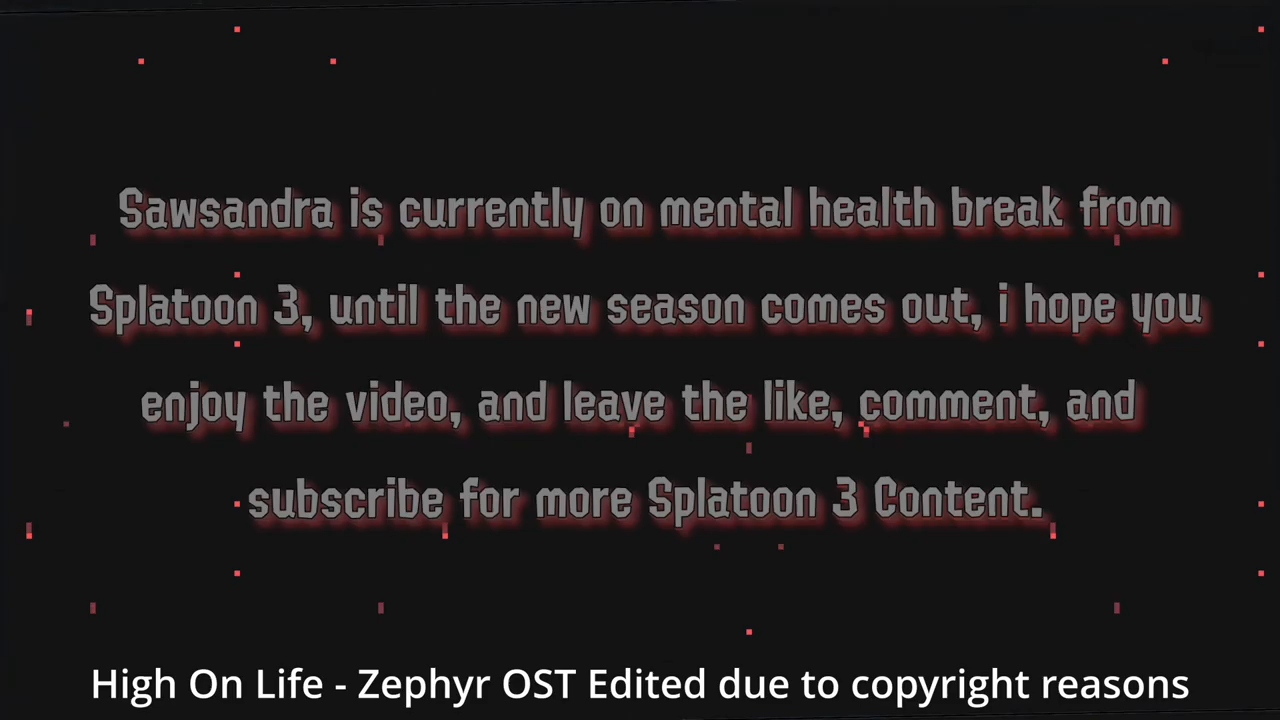 Sawsandra is currently on mental health break from
Splatoon 3, until the new season comes out, i hope you
enjoy the video, and leave the like, comment, and
subscribe for more Splatoon 3 Content.
High On Life - Zephyr OST Edited due to copyright reasons